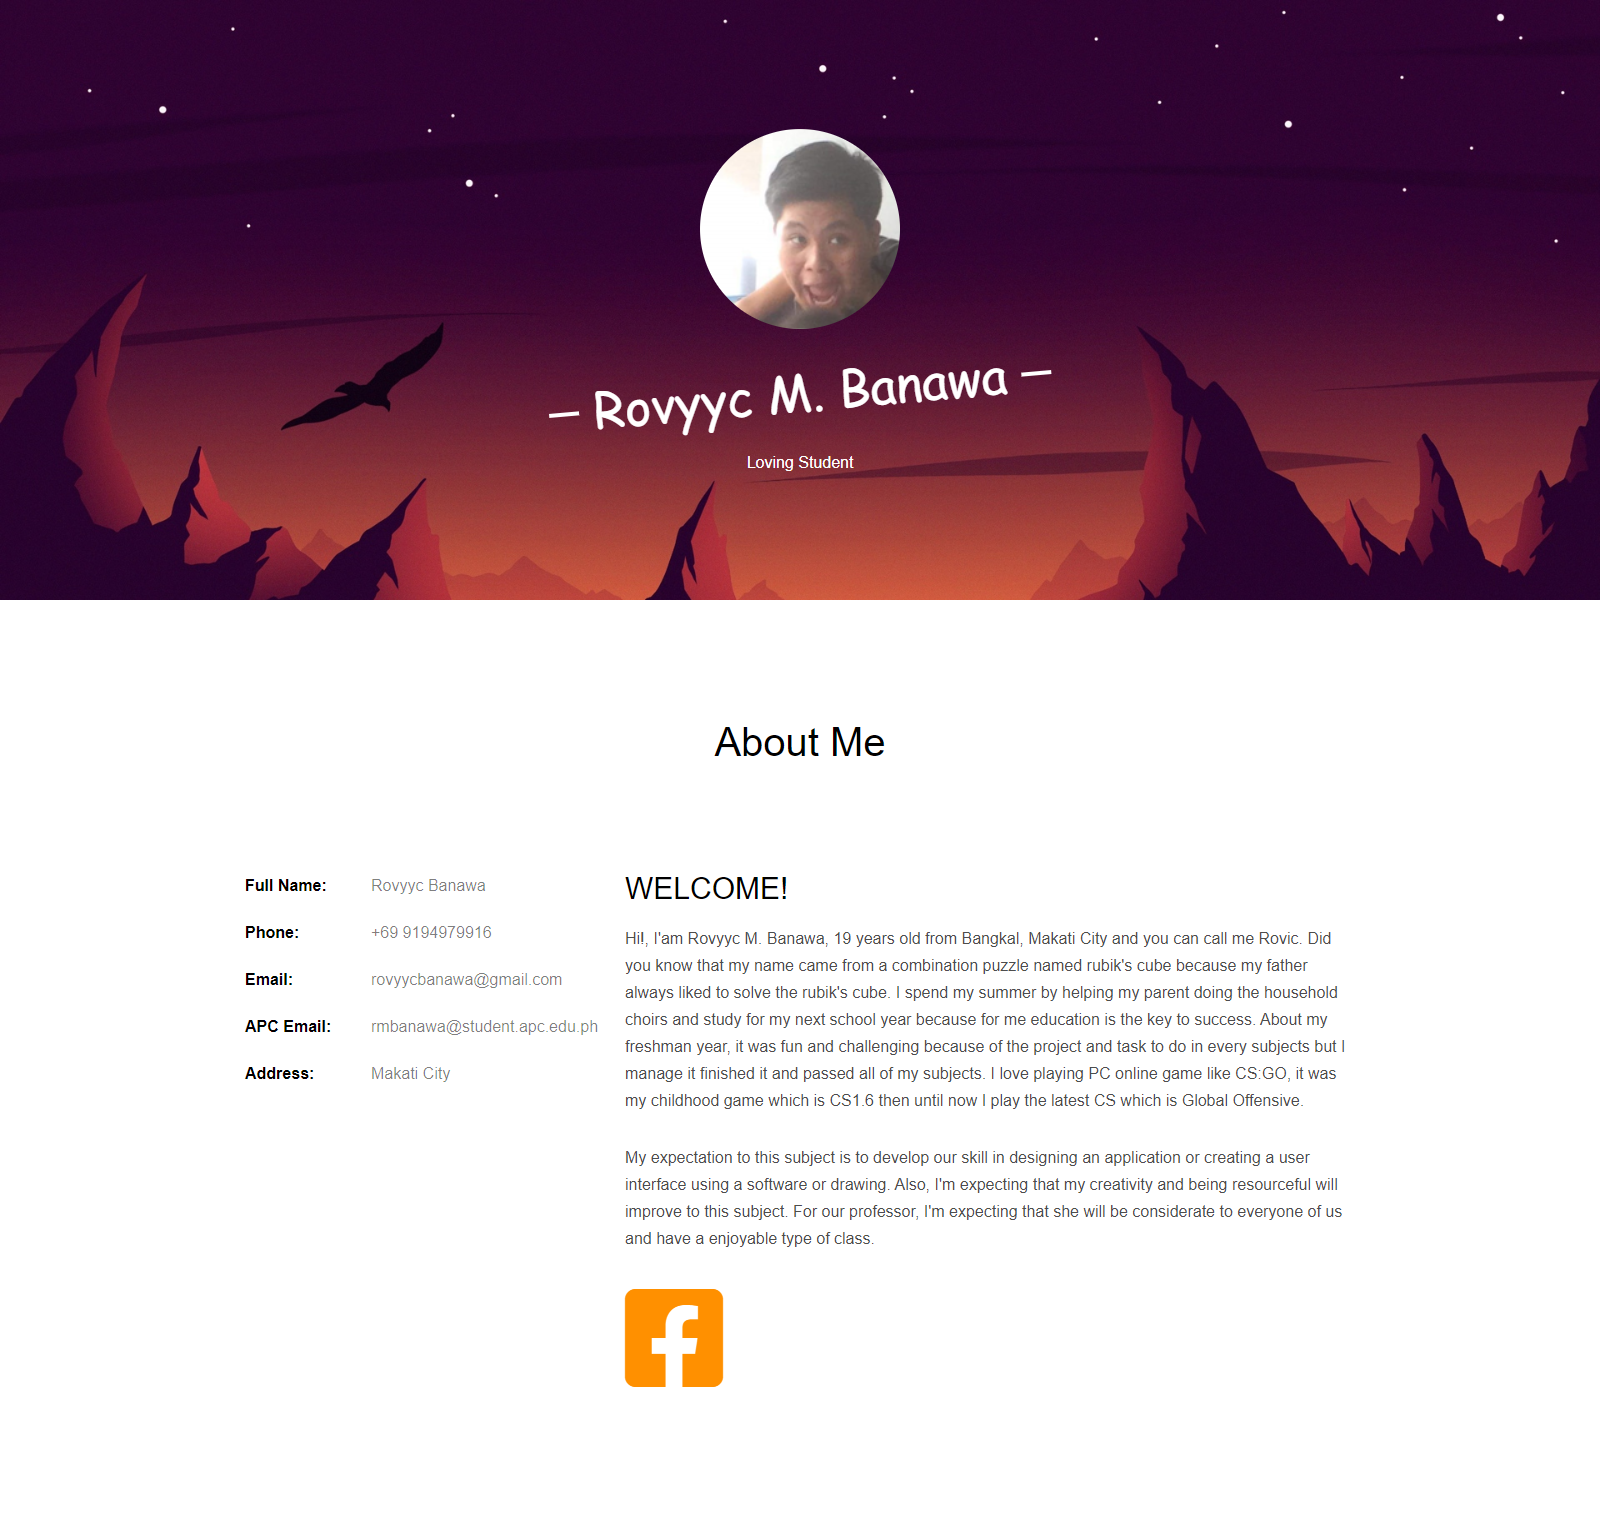 – Rovyyc M. Banawa –
Loving Student
About Me
Full Name: Rovyyc Banawa
Phone: +69 9194979916
Email: rovyycbanawa@gmail.com
APC Email: rmbanawa@student.apc.edu.ph
Address: Makati City
WELCOME!
Hi!, I'am Rovyyc M. Banawa, 19 years old from Bangkal, Makati City and you can call me Rovic. Did
you know that my name came from a combination puzzle named rubik's cube because my father
always liked to solve the rubik's cube. I spend my summer by helping my parent doing the household
choirs and study for my next school year because for me education is the key to success. About my
freshman year, it was fun and challenging because of the project and task to do in every subjects but I
manage it finished it and passed all of my subjects. I love playing PC online game like CS:GO, it was
my childhood game which is CS1.6 then until now I play the latest CS which is Global Offensive.
My expectation to this subject is to develop our skill in designing an application or creating a user
interface using a software or drawing. Also, I'm expecting that my creativity and being resourceful will
improve to this subject. For our professor, I'm expecting that she will be considerate to everyone of us
and have a enjoyable type of class.